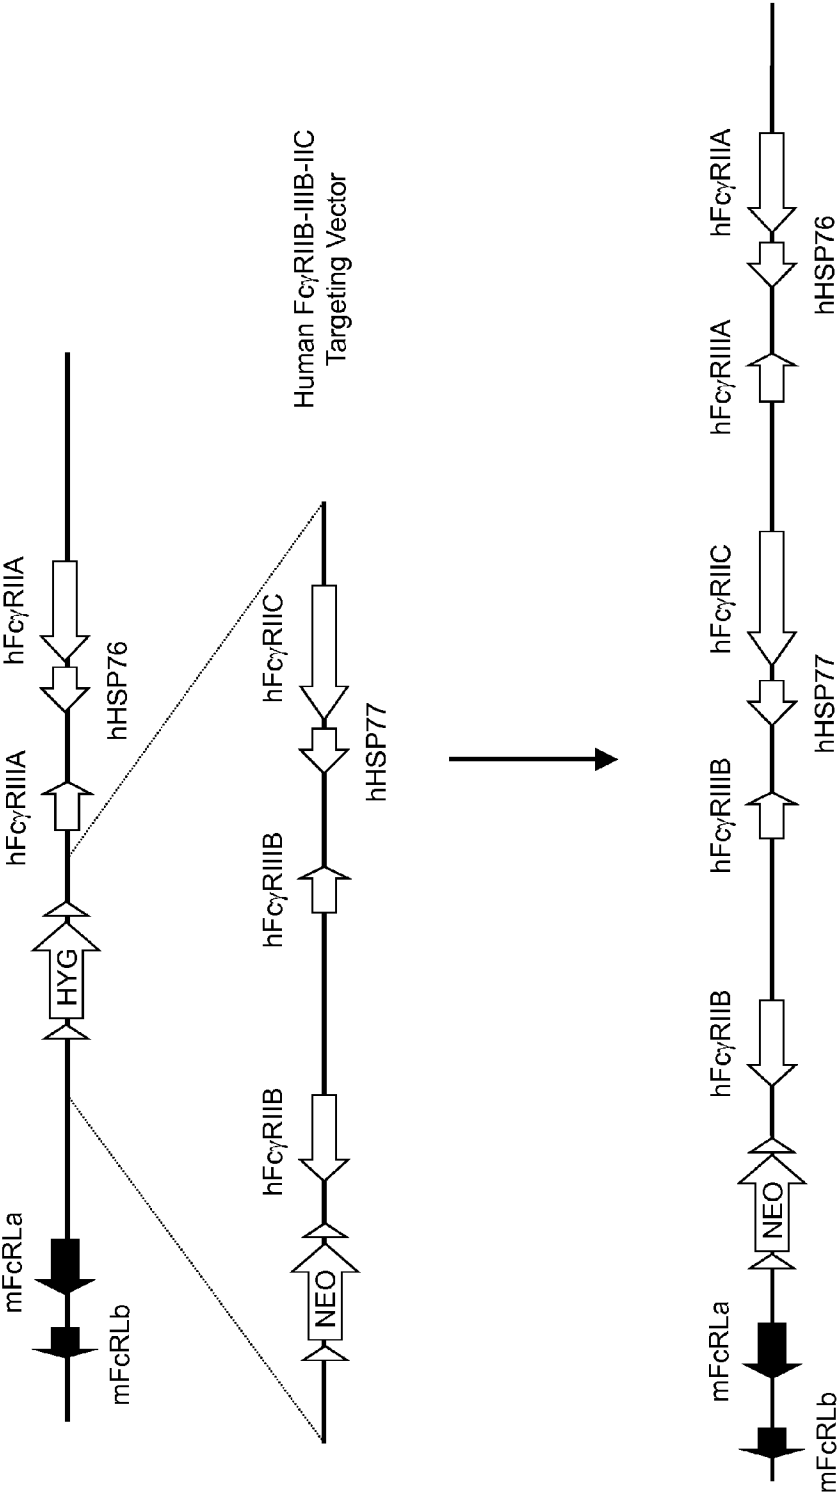 mFcRLb
mFcRLa
HYG
hFcγRIIIA
hHSP76
hFcγRIIA
NEO
hFcγRIIB
hFcγRIIIB
hHSP77
hFcγRIIC
Human FcγRIIB-IIIB-IIC
Targeting Vector
mFcRLb
mFcRLa
NEO
hFcγRIIB
hFcγRIIIB
hHSP77
hFcγRIIC
hFcγRIIIA
hHSP76
hFcγRIIA